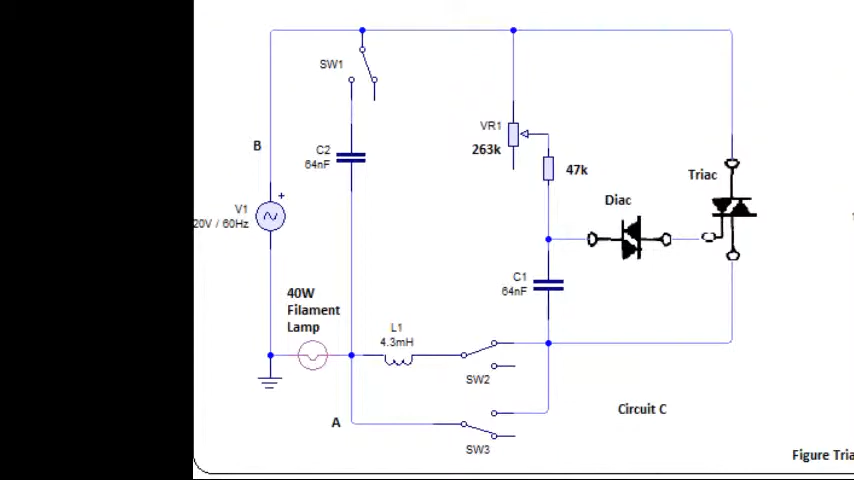 SW1
VR1
263k
47k
B
C2
64nF
Triac
Diac
V1
20V / 60Hz
C1
64nF
40W
Filament
Lamp
L1
4.3mH
SW2
Circuit C
A
SW3
Figure Tria